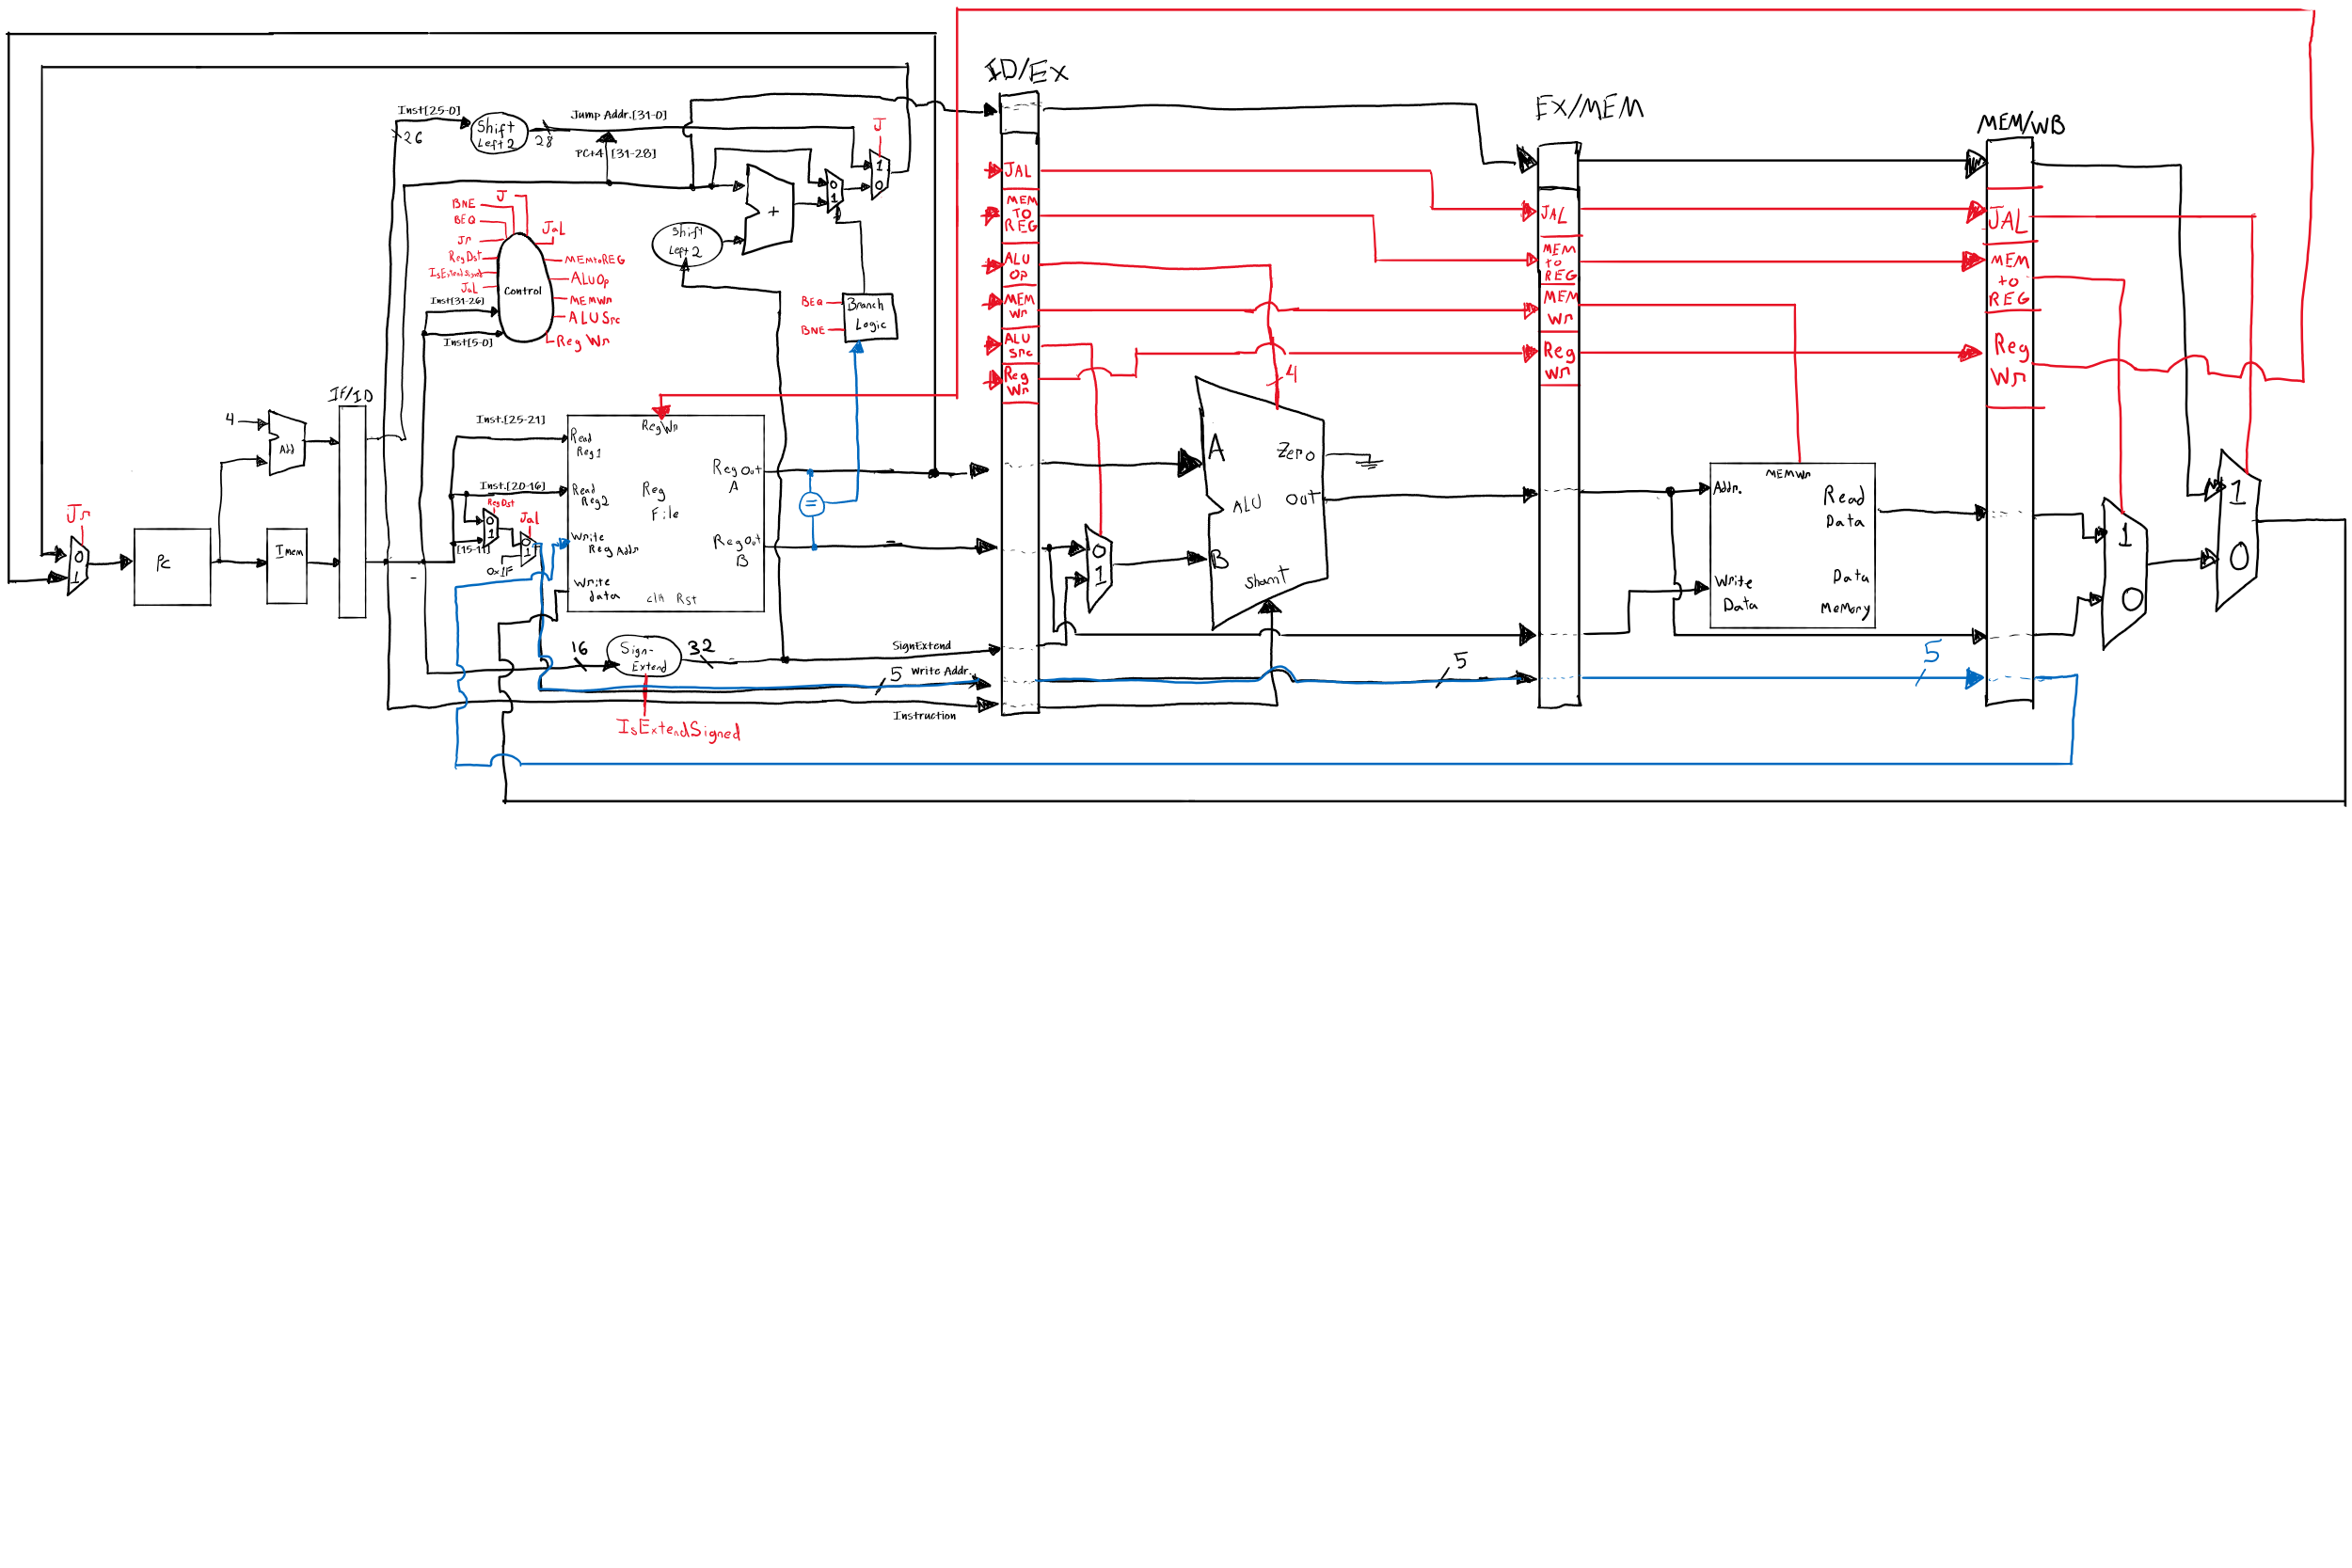 ID/EX
EX/MEM
MEM/WB
Inst[25-0]
26
Shift
Left 2
28
Jump Addr.[31-0]
PC+4 [31-28]
J
1
0
0
1
+
Shift
Left 2
J
BNE
BEQ
Jr
RegDst
IsExtendSigned
Jal
Inst[31-26]
Inst[5-0]
Control
Jal
MEMtoREG
ALUOp
MEMWr
ALUSrc
Reg Wr
BEQ
BNE
Branch
Logic
IF/ID
4
Add
Jr
0
1
PC
Imem
Inst.[25-21]
Inst.[20-16]
RegDst
0
1
[15-11]
Jal
0
1
0x1F
RegWr
Read
Reg1
Read
Reg2
Reg
File
Write
Reg Addr
Write
data
clk Rst
Reg Out
A
Reg Out
B
=
16
Sign-
Extend
32
IsExtendSigned
SignExtend
5 Write Addr.
Instruction
JAL
MEM
TO
REG
ALU
Op
MEM
Wr
ALU
Src
Reg
Wr
4
0
1
A
B
Zero
ALU
Out
Shamt
5
JAL
MEM
to
REG
MEM
Wr
Reg
Wr
MEMWr
Addr.
Read
Data
Write
Data
Data
Memory
5
JAL
MEM
to
REG
Reg
Wr
1
0
1
0